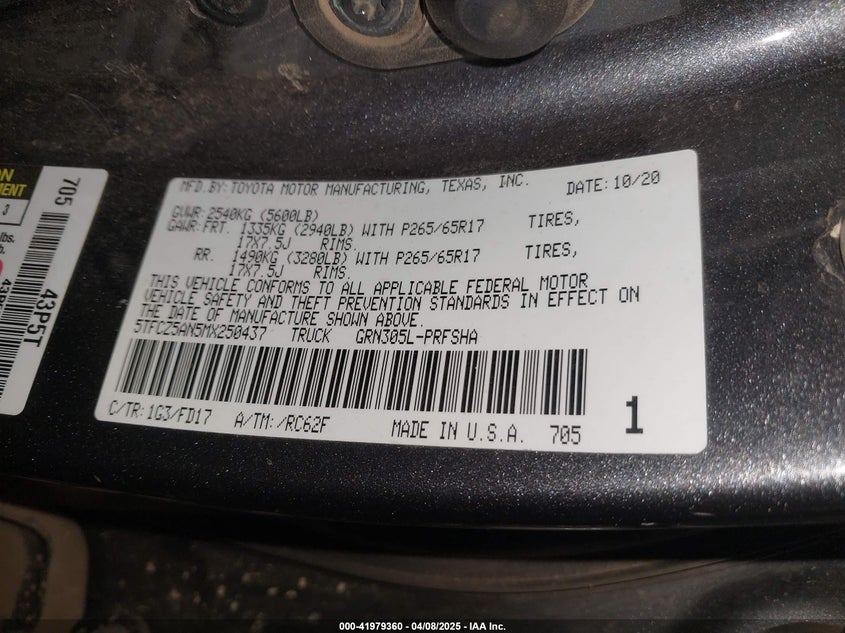 MFD.BY: TOYOTA MOTOR MANUFACTURING, TEXAS, INC. DATE: 10/20
GVWR: 2540KG (5600LB)
GAWR: FRT. 1335KG (2940LB) WITH P265/65R17 TIRES,
17X7.5J RIMS.
RR. 1490KG (3280LB) WITH P265/65R17 TIRES,
17X7.5J RIMS.
THIS VEHICLE CONFORMS TO ALL APPLICABLE FEDERAL MOTOR
VEHICLE SAFETY AND THEFT PREVENTION STANDARDS IN EFFECT ON
THE DATE OF MANUFACTURE SHOWN ABOVE.
5TFCZ5AN5MX250437 TRUCK GRN305L-PRFSHA
C/TR: 1G3/FD17 A/TM: /RC62F MADE IN U.S.A. 705 1
705
43P5T
3
lbs.
000-41979360 - 04/08/2025 - IAA Inc.